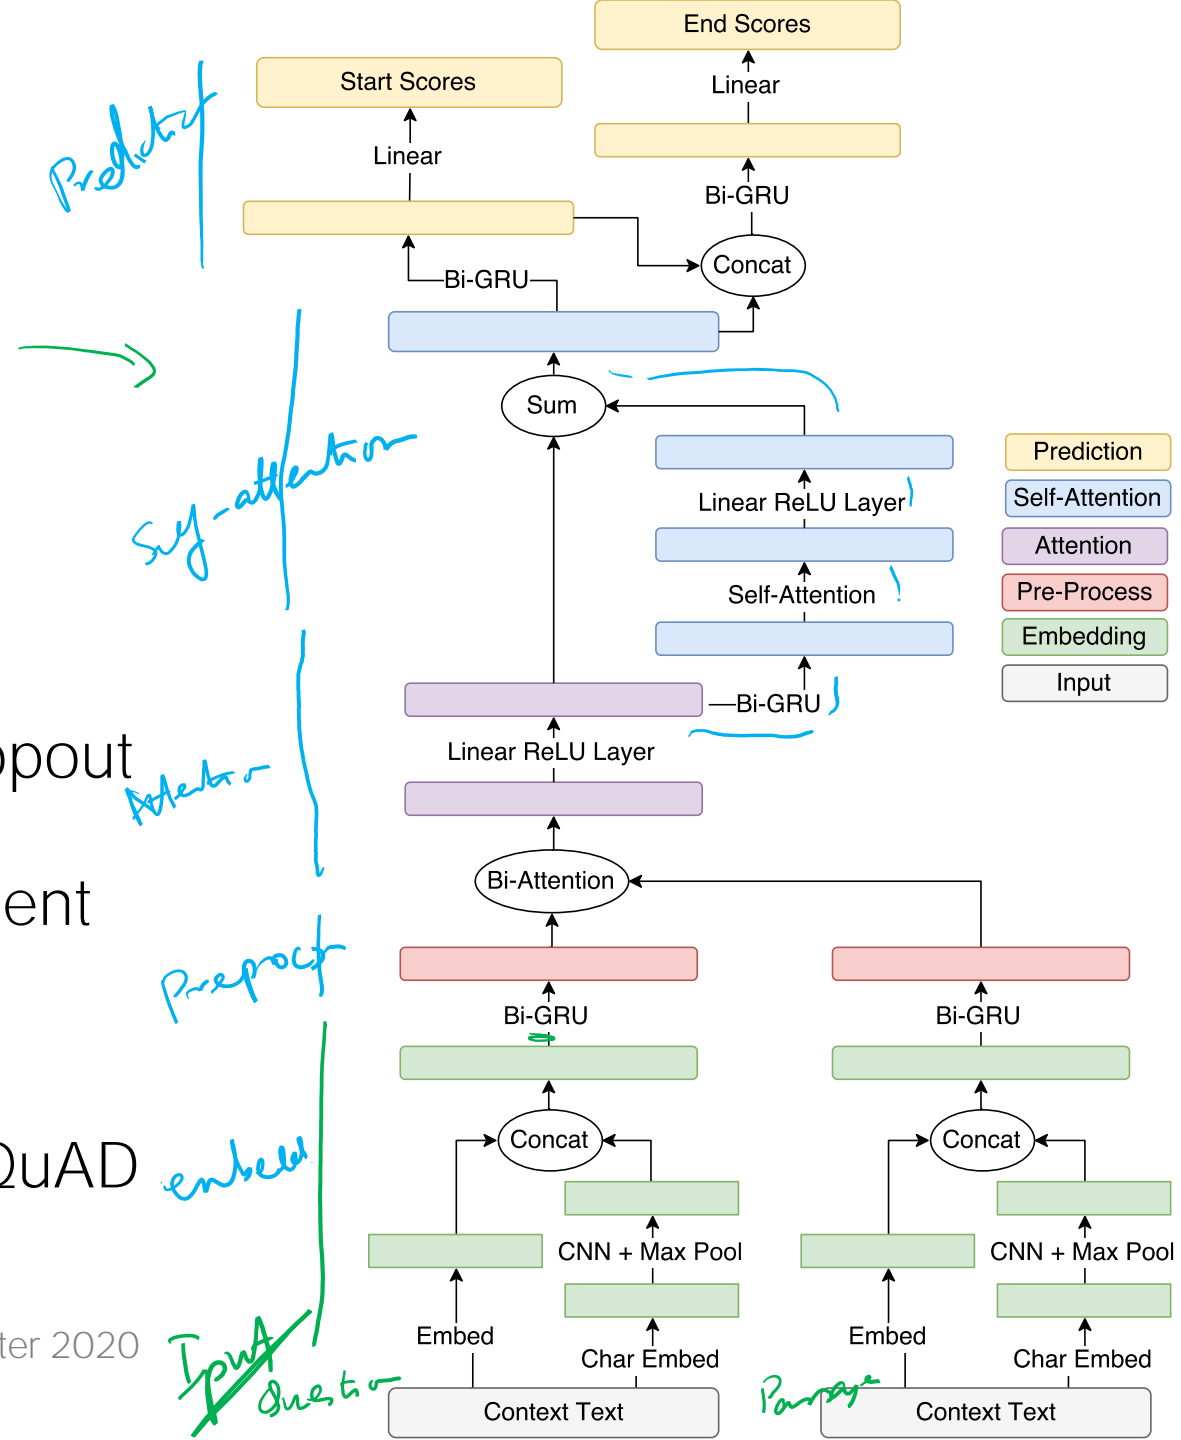 End Scores
Start Scores
Linear
Linear
Predict
Bi-GRU
Concat
Bi-GRU
Sum
Self-attention
Linear ReLU Layer
Self-Attention
Bi-GRU
Prediction
Self-Attention
Attention
Pre-Process
Embedding
Input
Linear ReLU Layer
opout
Attention
Bi-Attention
ent
Preproc
Bi-GRU
Bi-GRU
Concat
Concat
QuAD
embedd
CNN + Max Pool
CNN + Max Pool
Embed
Embed
ter 2020
Input
Char Embed
Char Embed
Question
Passage
Context Text
Context Text